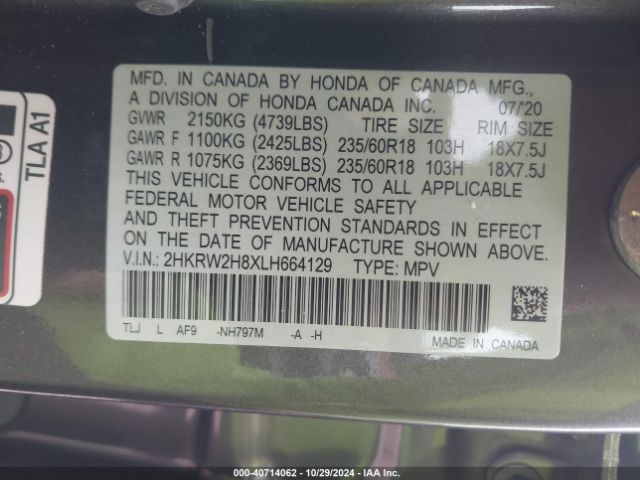 MFD. IN CANADA BY HONDA OF CANADA MFG.,
A DIVISION OF HONDA CANADA INC. 07/'20
GVWR 2150KG (4739LBS) TIRE SIZE RIM SIZE
GAWR F 1100KG (2425LBS) 235/60R18 103H 18X7.5J
GAWR R 1075KG (2369LBS) 235/60R18 103H 18X7.5J
THIS VEHICLE CONFORMS TO ALL APPLICABLE
FEDERAL MOTOR VEHICLE SAFETY
AND THEFT PREVENTION STANDARDS IN EFFECT
ON THE DATE OF MANUFACTURE SHOWN ABOVE.
V.I.N.: 2HKRW2H8XLH664129 TYPE: MPV
TLJ L AF9 -NH797M -A -H
MADE IN CANADA
TLA A1
000-40714062 - 10/29/2024 - IAA Inc.